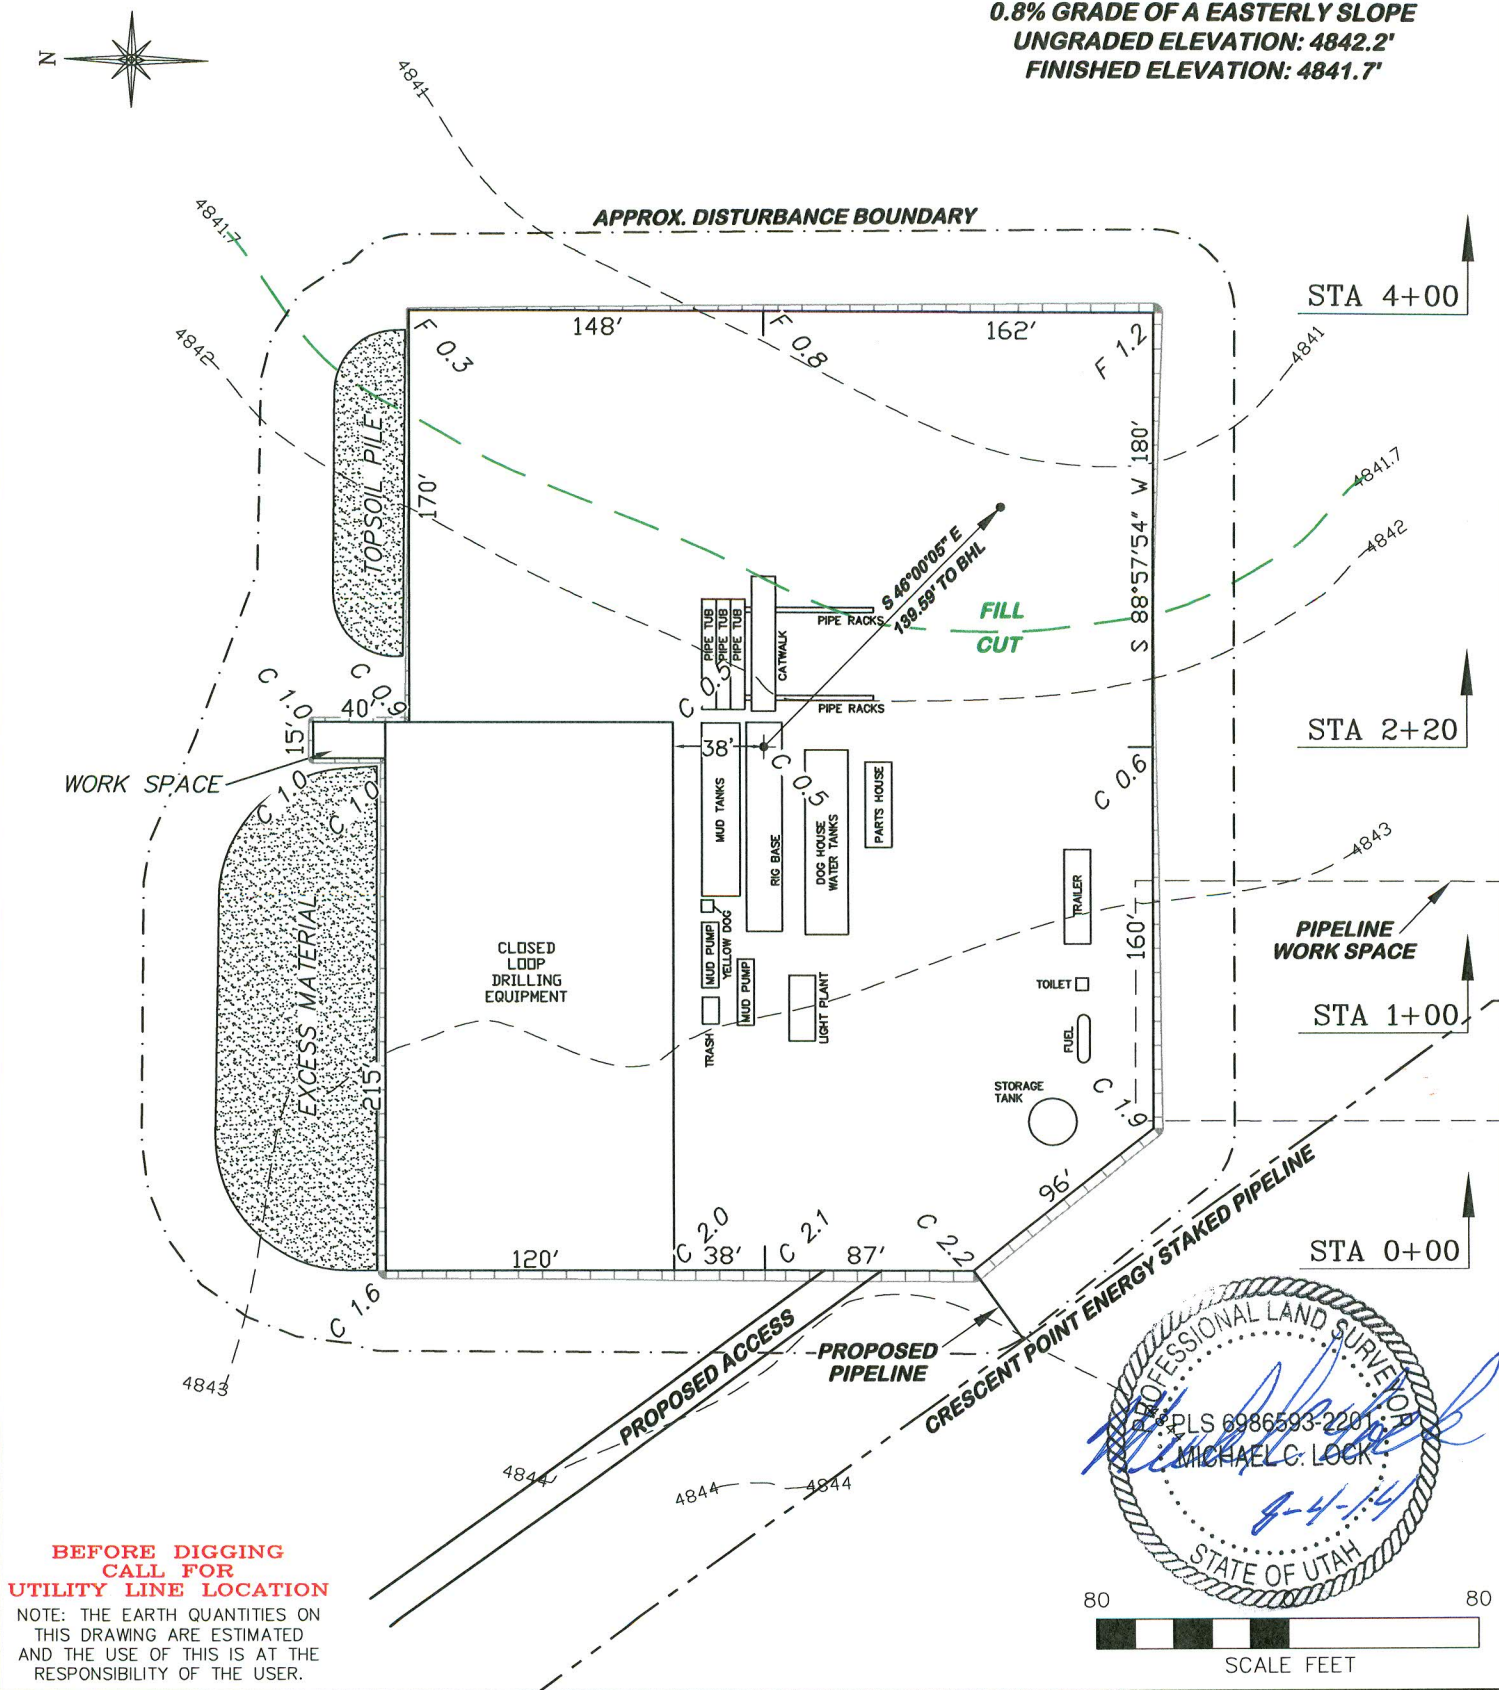 0.8% GRADE OF A EASTERLY SLOPE
UNGRADED ELEVATION: 4842.2'
FINISHED ELEVATION: 4841.7'
N
4841
4841.7
APPROX. DISTURBANCE BOUNDARY
STA 4+00
4842
F 0.3
148'
F 0.8
162'
F 1.2
4841
TOPSOIL PILE
170'
S 88°57'54" W 180'
4841.7
4842
S 46°00'05" E
139.59' TO BHL
FILL
CUT
PIPE TUB
PIPE TUB
PIPE TUB
CATWALK
PIPE RACKS
PIPE RACKS
C 1.0
C 0.9
C 0.5
40'
15'
38'
STA 2+20
WORK SPACE
C 1.0
C 1.0
C 0.5
C 0.6
MUD TANKS
RIG BASE
DOG HOUSE
WATER TANKS
PARTS HOUSE
4843
TRAILER
160'
PIPELINE
WORK SPACE
EXCESS MATERIAL
CLOSED
LOOP
DRILLING
EQUIPMENT
MUD PUMP
YELLOW DOG
MUD PUMP
LIGHT PLANT
TRASH
TOILET
FUEL
STA 1+00
215'
STORAGE
TANK
C 1.9
96'
C 2.0
C 2.1
C 2.2
120'
38'
87'
STA 0+00
C 1.6
4843
PROPOSED ACCESS
PROPOSED
PIPELINE
CRESCENT POINT ENERGY STAKED PIPELINE
4844
4844
4844
4844
PROFESSIONAL LAND SURVEYOR
PLS 6986593-2201
MICHAEL C. LOCK
8-4-14
STATE OF UTAH
BEFORE DIGGING
CALL FOR
UTILITY LINE LOCATION
NOTE: THE EARTH QUANTITIES ON
THIS DRAWING ARE ESTIMATED
AND THE USE OF THIS IS AT THE
RESPONSIBILITY OF THE USER.
80
80
SCALE FEET